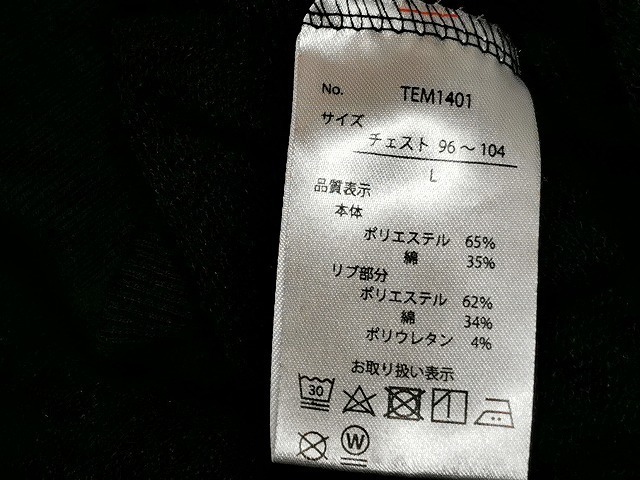 No. TEM1401
サイズ
チェスト 96～104
L
品質表示
本体
ポリエステル 65%
綿 35%
リブ部分
ポリエステル 62%
綿 34%
ポリウレタン 4%
お取り扱い表示
30
W